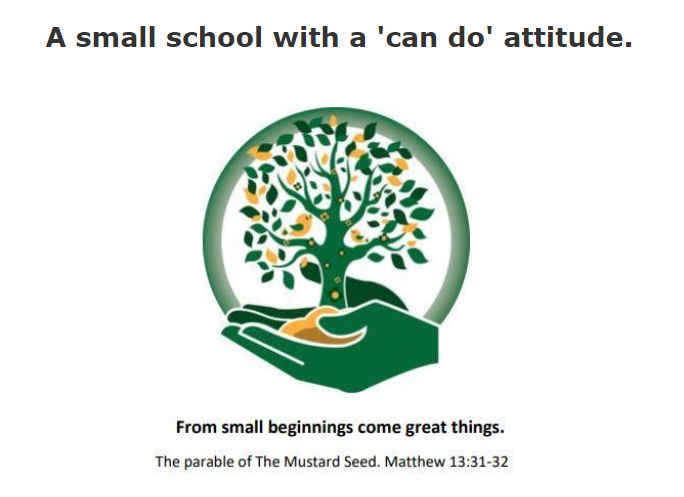 A small school with a 'can do' attitude.
From small beginnings come great things.
The parable of The Mustard Seed. Matthew 13:31-32